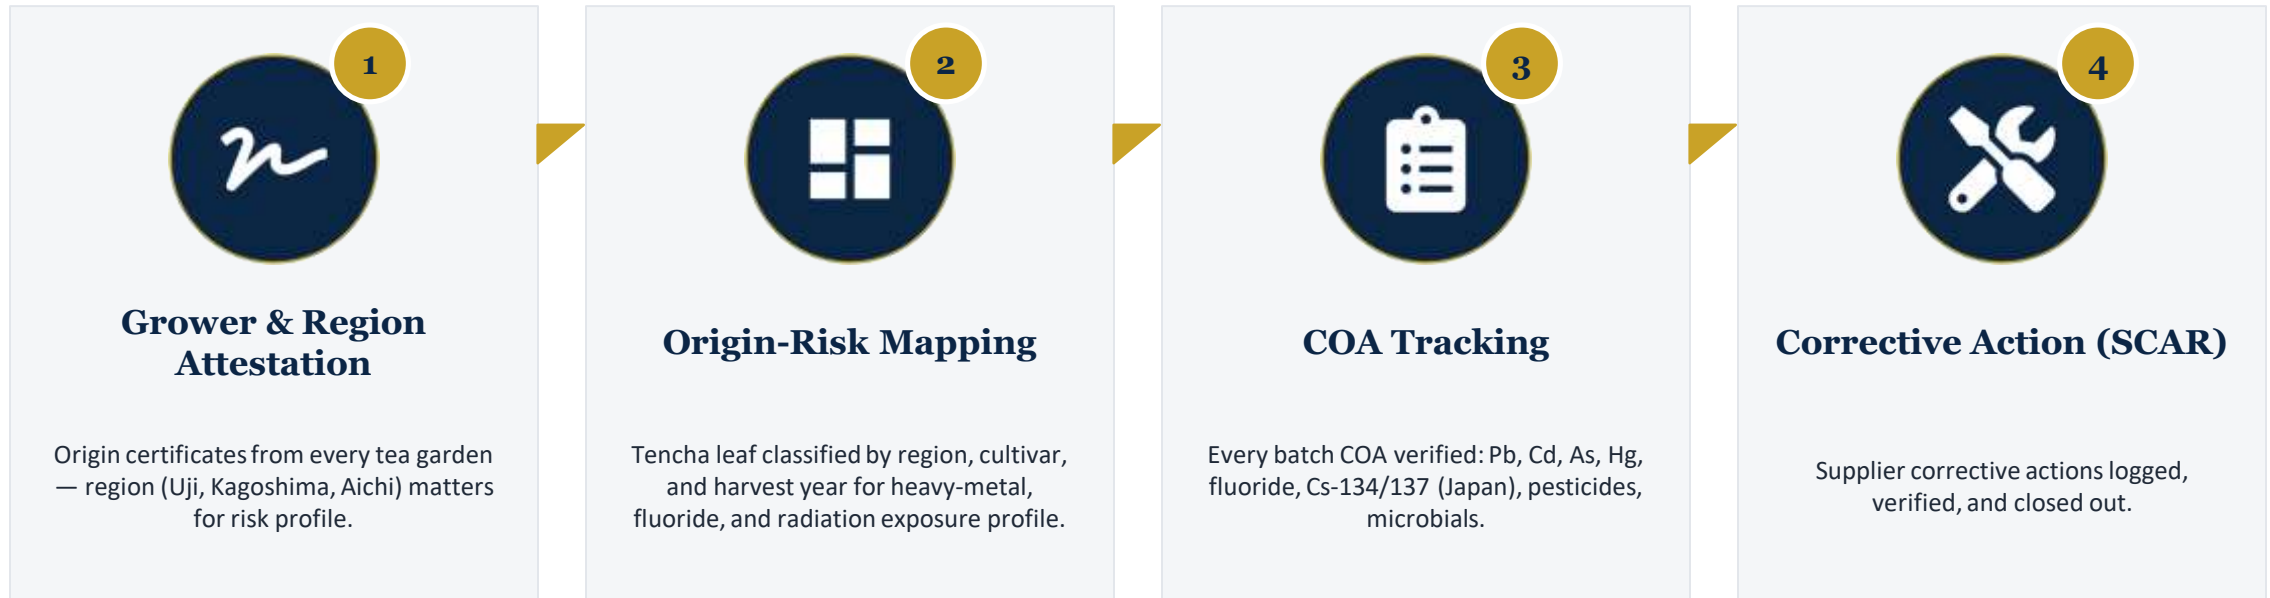 1
Grower & Region
Attestation
Origin certificates from every tea garden
— region (Uji, Kagoshima, Aichi) matters
for risk profile.
2
Origin-Risk Mapping
Tencha leaf classified by region, cultivar,
and harvest year for heavy-metal,
fluoride, and radiation exposure profile.
3
COA Tracking
Every batch COA verified: Pb, Cd, As, Hg,
fluoride, Cs-134/137 (Japan), pesticides,
microbials.
4
Corrective Action (SCAR)
Supplier corrective actions logged,
verified, and closed out.